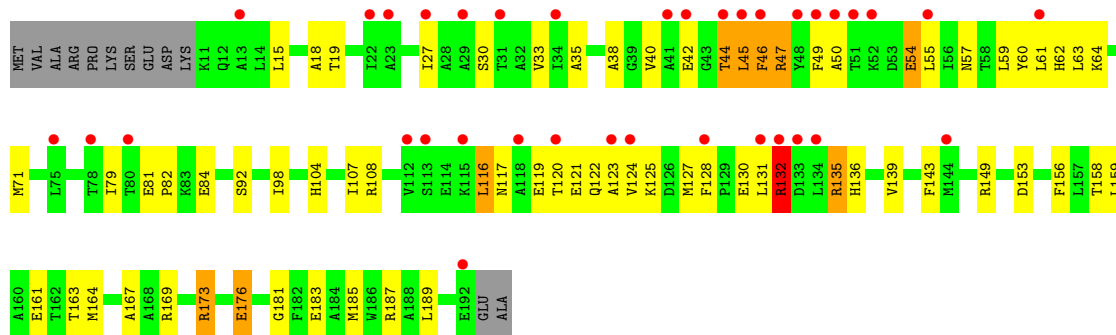 MET VAL ALA ARG PRO LYS SER GLU ASP LYS K11 Q12 A13 L14 L15 A18 T19 I22 A23 I27 A28 A29 S30 T31 A32 V33 I34 A35 A38 G39 V40 A41 E42 G43 T44 L45 F46 R47 Y48 F49 A50 T51 K52 D53 E54 L55 I56 N57 T58 L59 Y60 L61 H62 L63 K64
M71 L75 T78 I79 T80 E81 P82 K83 E84 S92 I98 H104 I107 R108 V112 S113 E114 K115 L116 N117 A118 E119 T120 E121 Q122 A123 V124 K125 D126 M127 F128 P129 E130 L131 R132 D133 L134 R135 H136 V139 F143 M144 R149 D153 F156 L157 T158 L159
A160 E161 T162 T163 M164 A167 A168 R169 R173 E176 G181 F182 E183 A184 M185 W186 R187 A188 L189 E192 GLU ALA